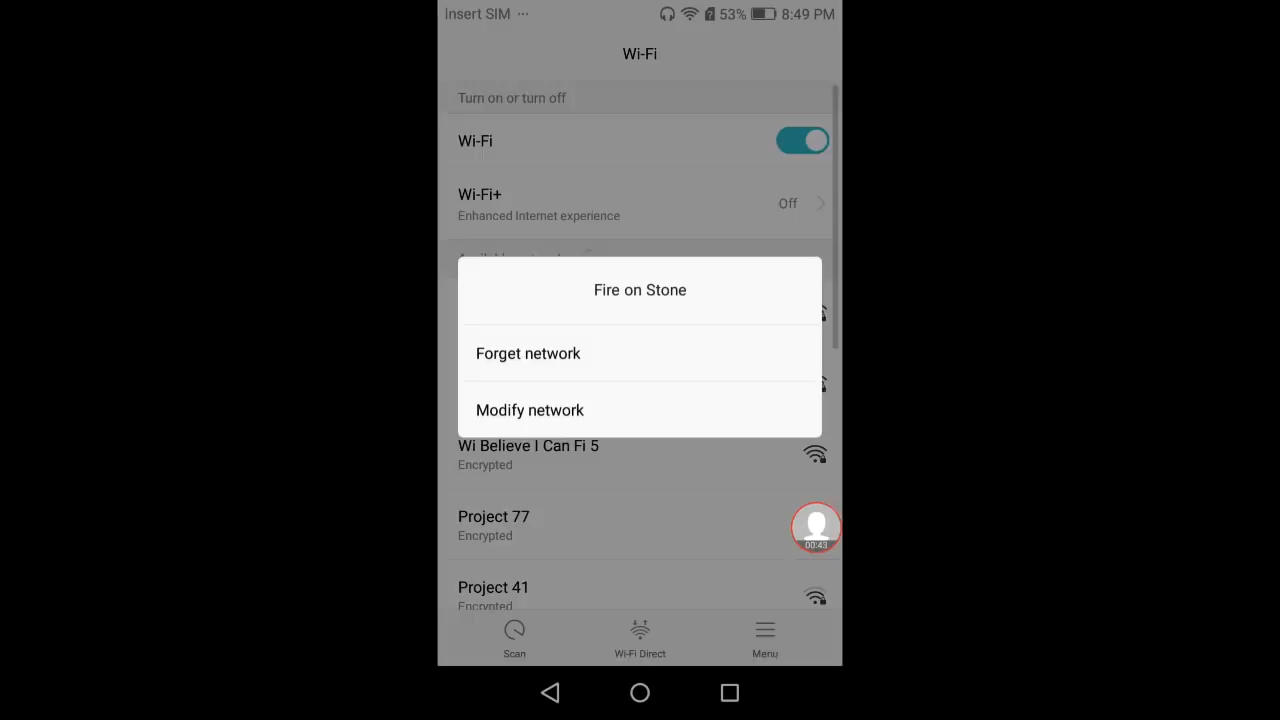 Insert SIM ...
53% 8:49 PM
Wi-Fi
Turn on or turn off
Wi-Fi
Wi-Fi+
Enhanced Internet experience
Off
Fire on Stone
Forget network
Modify network
Wi Believe I Can Fi 5
Encrypted
Project 77
Encrypted
00:43
Project 41
Encrypted
Scan
Wi-Fi Direct
Menu